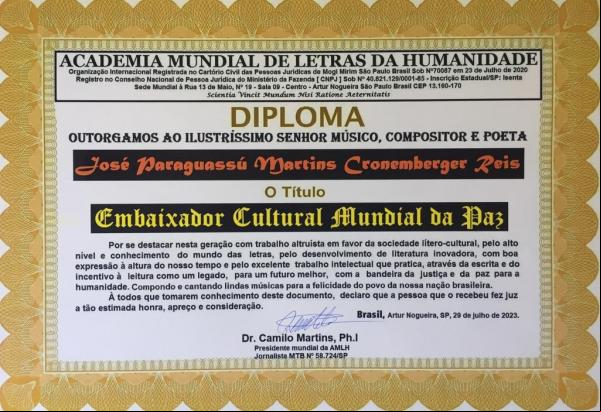 ACADEMIA MUNDIAL DE LETRAS DA HUMANIDADE
Organização Internacional Registrada no Cartório Civil das Pessoas Jurídicas de Mogi Mirim São Paulo Brasil Sob Nº70087 em 23 de Julho de 2020
Registro no Conselho Nacional de Pessoa Jurídica do Ministério da Fazenda [ CNPJ ] Sob Nº 40.821.129/0001-85 - Inscrição Estadual/SP: Isenta
Sede Mundial à Rua 13 de Maio, Nº 19 - Sala 09 - Centro - Artur Nogueira São Paulo Brasil CEP 13.160-170
Scientia Vincit Mundum Nisi Ratione Aeternitatis
DIPLOMA
OUTORGAMOS AO ILUSTRÍSSIMO SENHOR MÚSICO, COMPOSITOR E POETA
José Paraguassú Martins Cronemberger Reis
O Título
Embaixador Cultural Mundial da Paz
Por se destacar nesta geração com trabalho altruista em favor da sociedade lítero-cultural, pelo alto
nível e conhecimento do mundo das letras, pelo desenvolvimento de literatura inovadora, com boa
expressão à altura do nosso tempo e pelo excelente trabalho intelectual que pratica, através da escrita e do
incentivo à leitura como um legado, para um futuro melhor, com a bandeira da justiça e da paz para a
humanidade. Compondo e cantando lindas músicas para a felicidade do povo da nossa nação brasileira.
À todos que tomarem conhecimento deste documento, declaro que a pessoa que o recebeu fez juz
a tão estimada honra, apreço e consideração.
Brasil, Artur Nogueira, SP, 29 de julho de 2023.
Dr. Camilo Martins, Ph.I
Presidente mundial da AMLH
Jornalista MTB Nº 58.724/SP